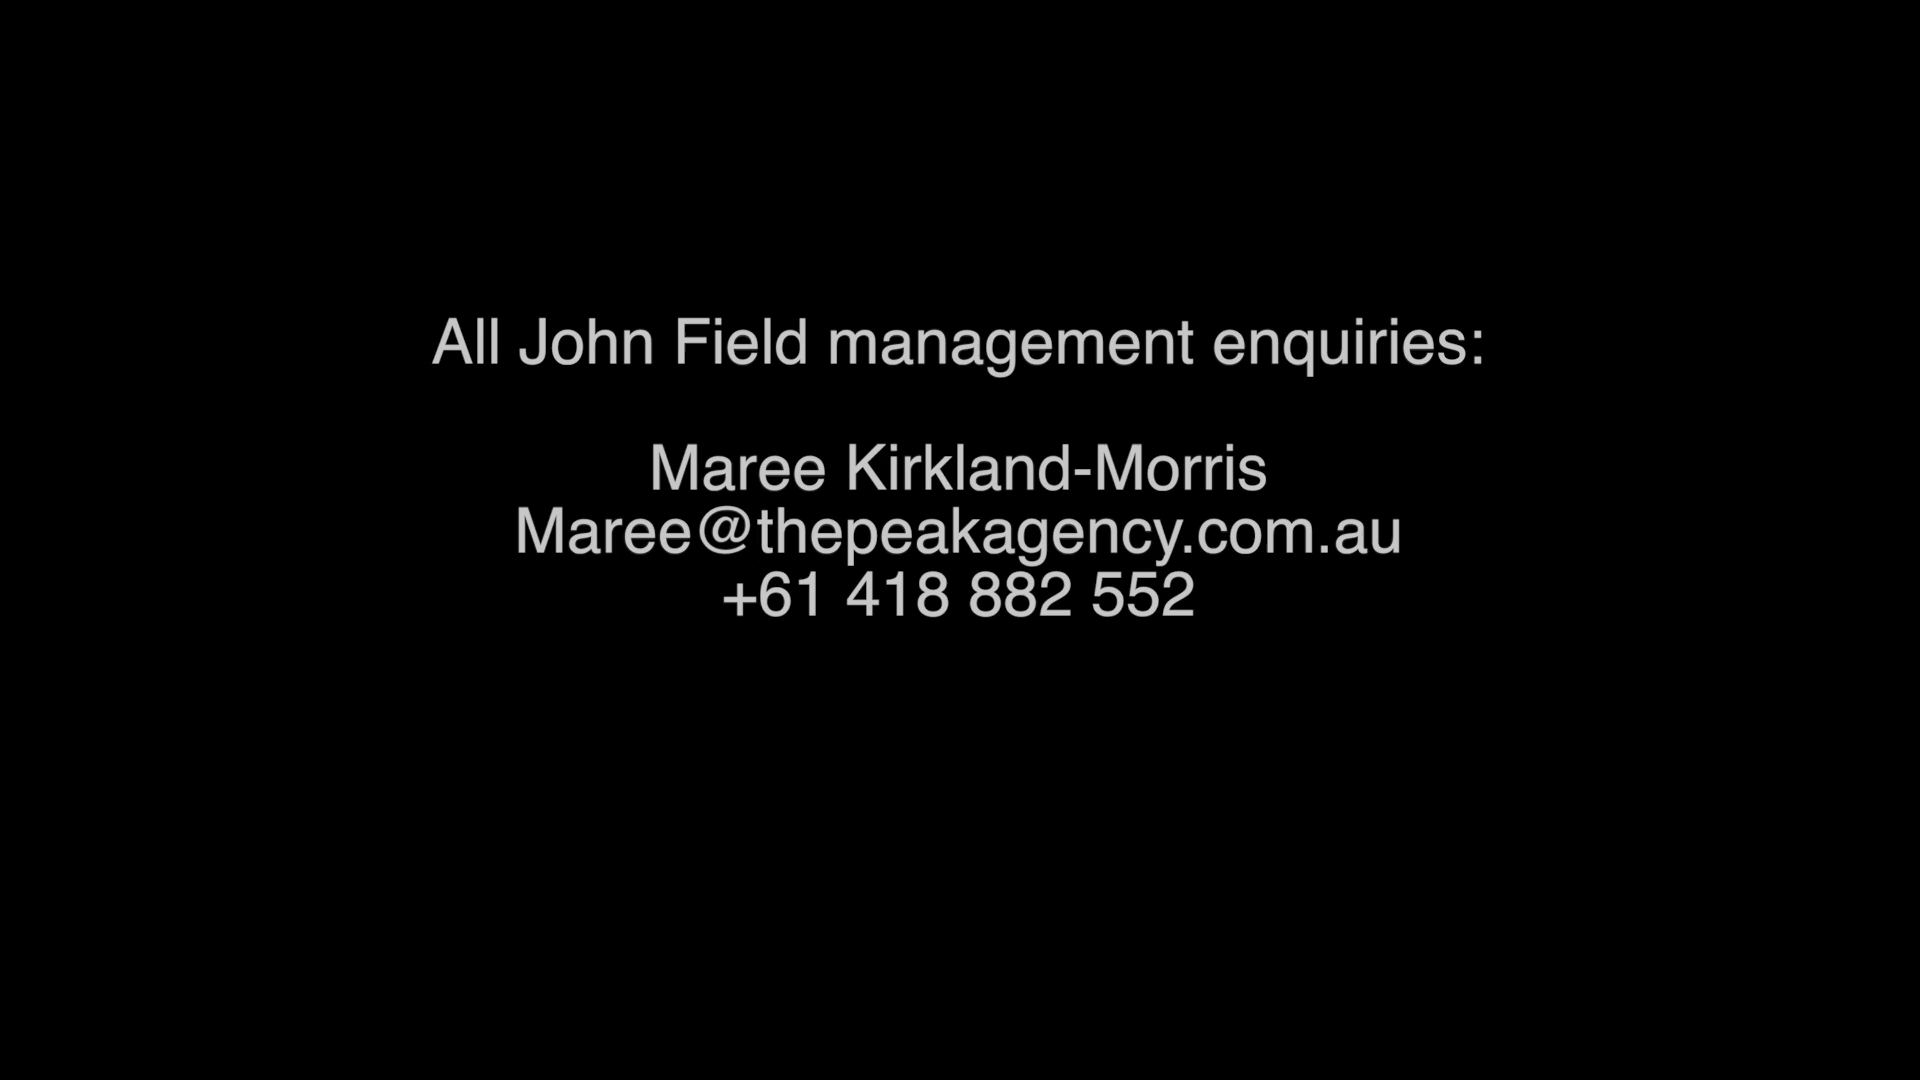 All John Field management enquiries:
Maree Kirkland-Morris
Maree@thepeakagency.com.au
+61 418 882 552